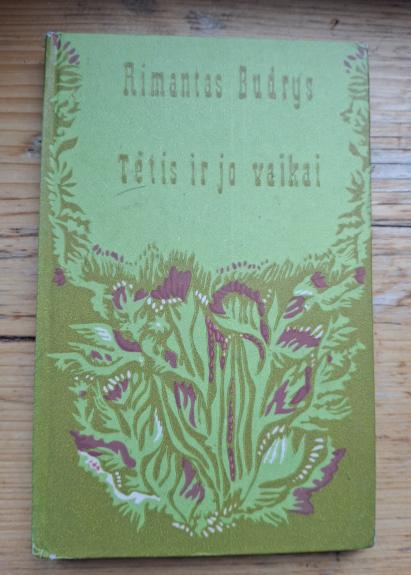 Rimantas Budrys
Tėtis ir jo vaikai